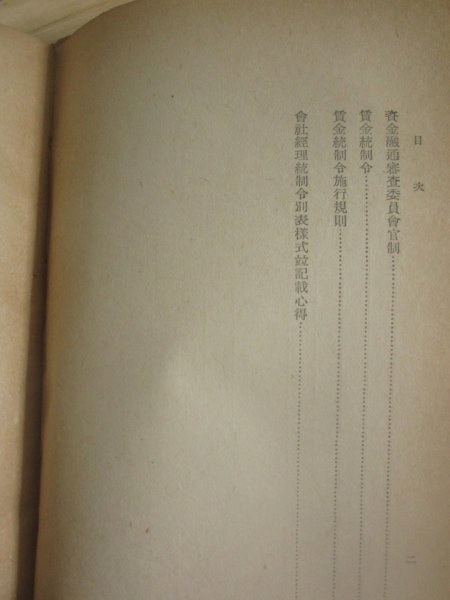 目次
資金融通審査委員會官制
賃金統制令
賃金統制令施行規則
會社經理統制令別表樣式竝記載心得
二